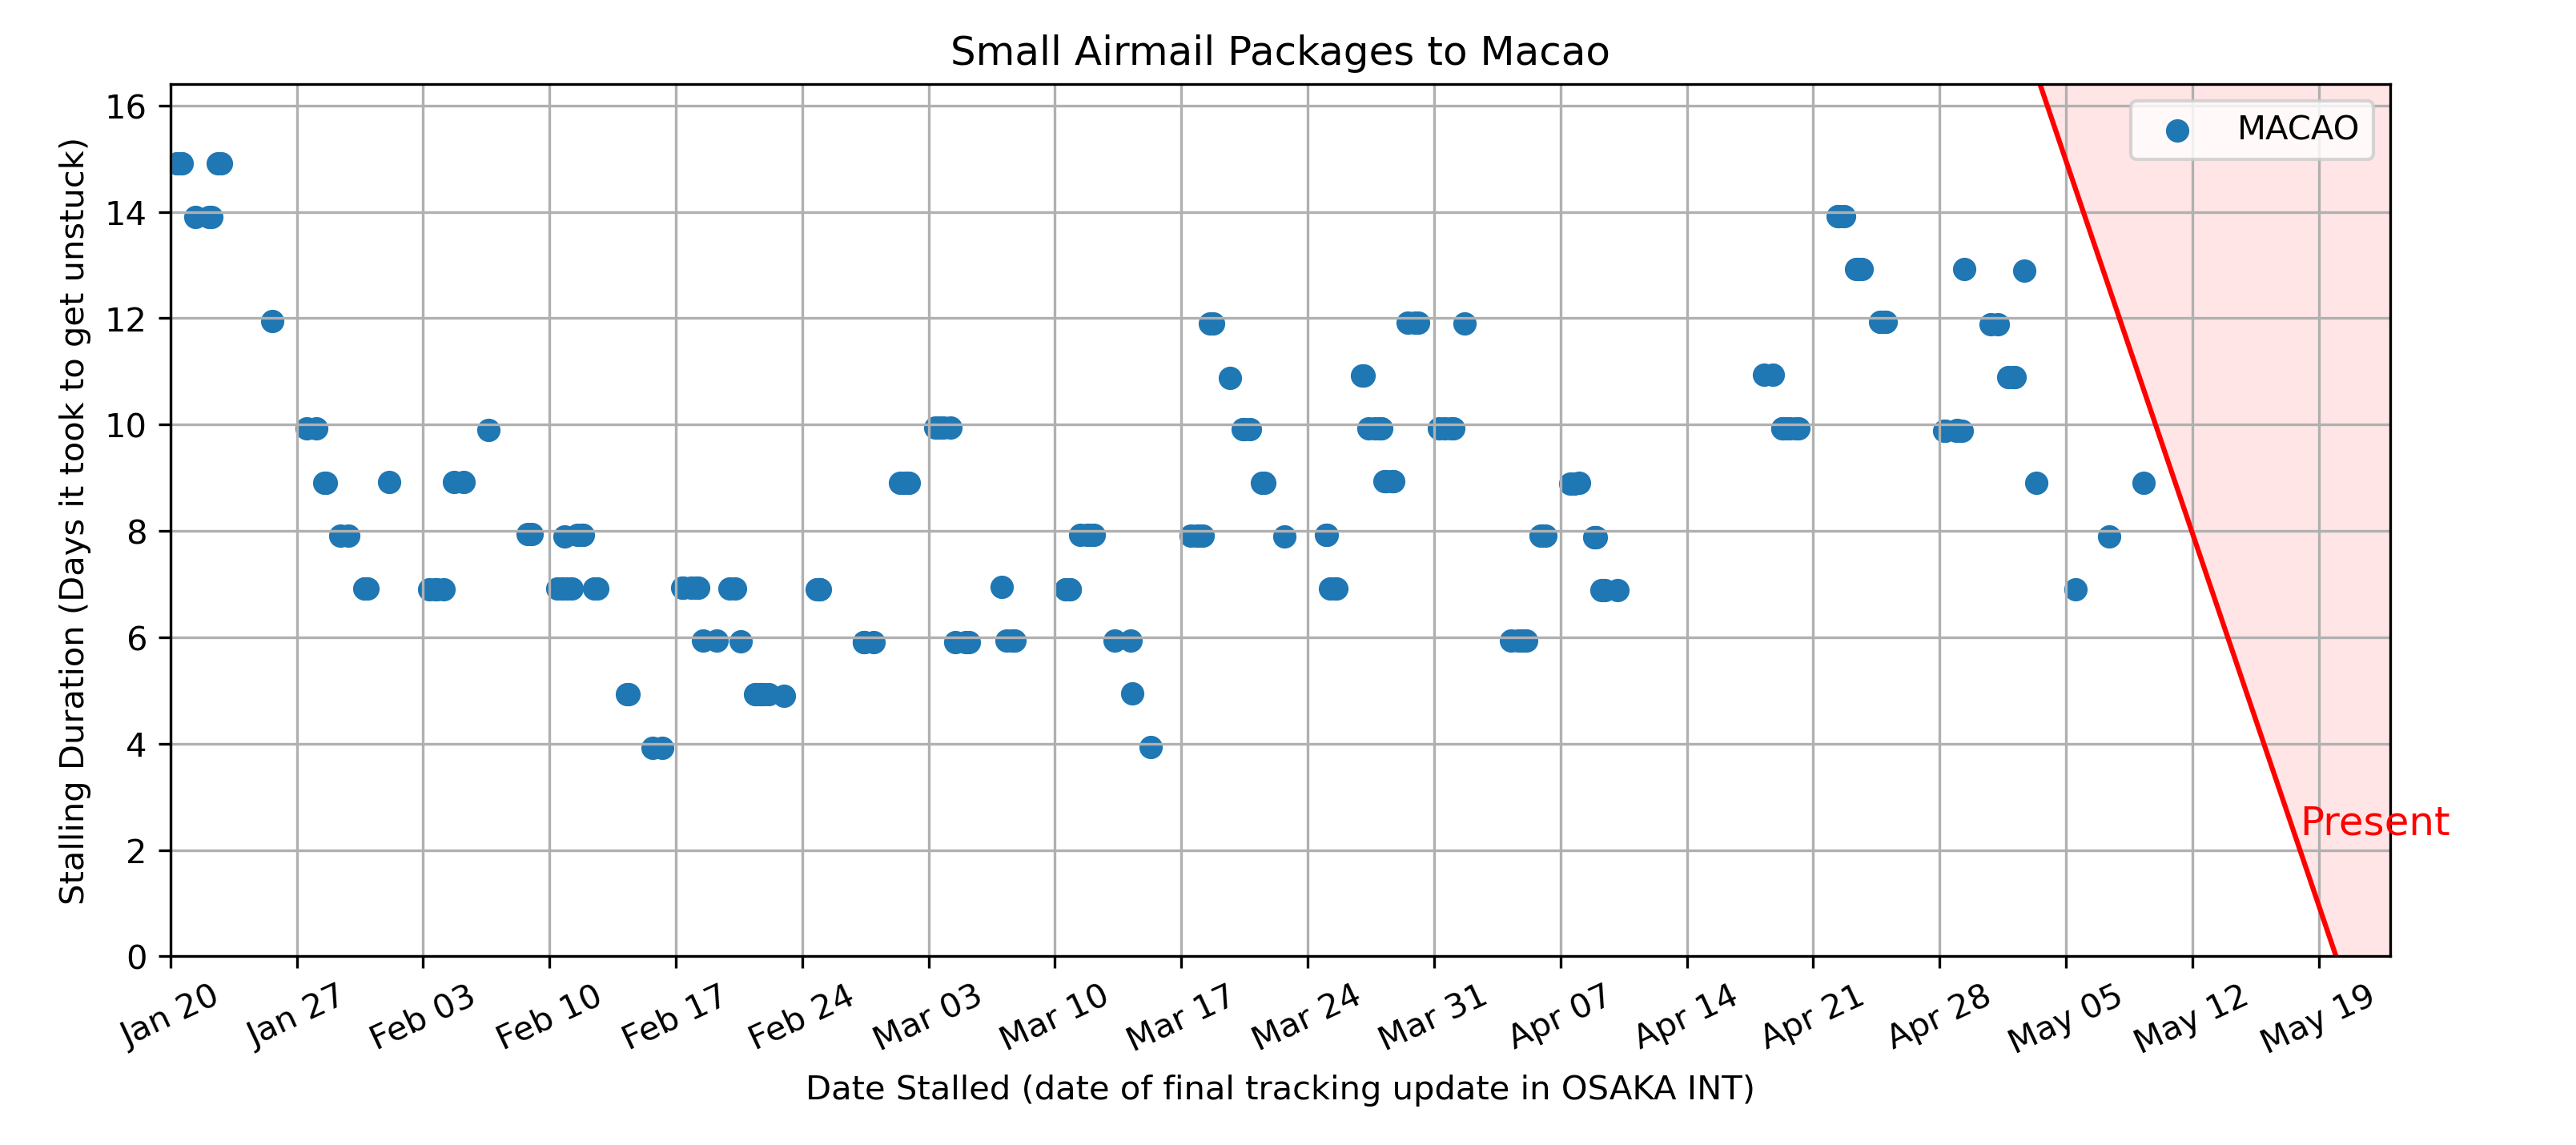 Small Airmail Packages to Macao
Stalling Duration (Days it took to get unstuck)
16
14
12
10
8
6
4
2
0
MACAO
Present
Jan 20 Jan 27 Feb 03 Feb 10 Feb 17 Feb 24 Mar 03 Mar 10 Mar 17 Mar 24 Mar 31 Apr 07 Apr 14 Apr 21 Apr 28 May 05 May 12 May 19
Date Stalled (date of final tracking update in OSAKA INT)